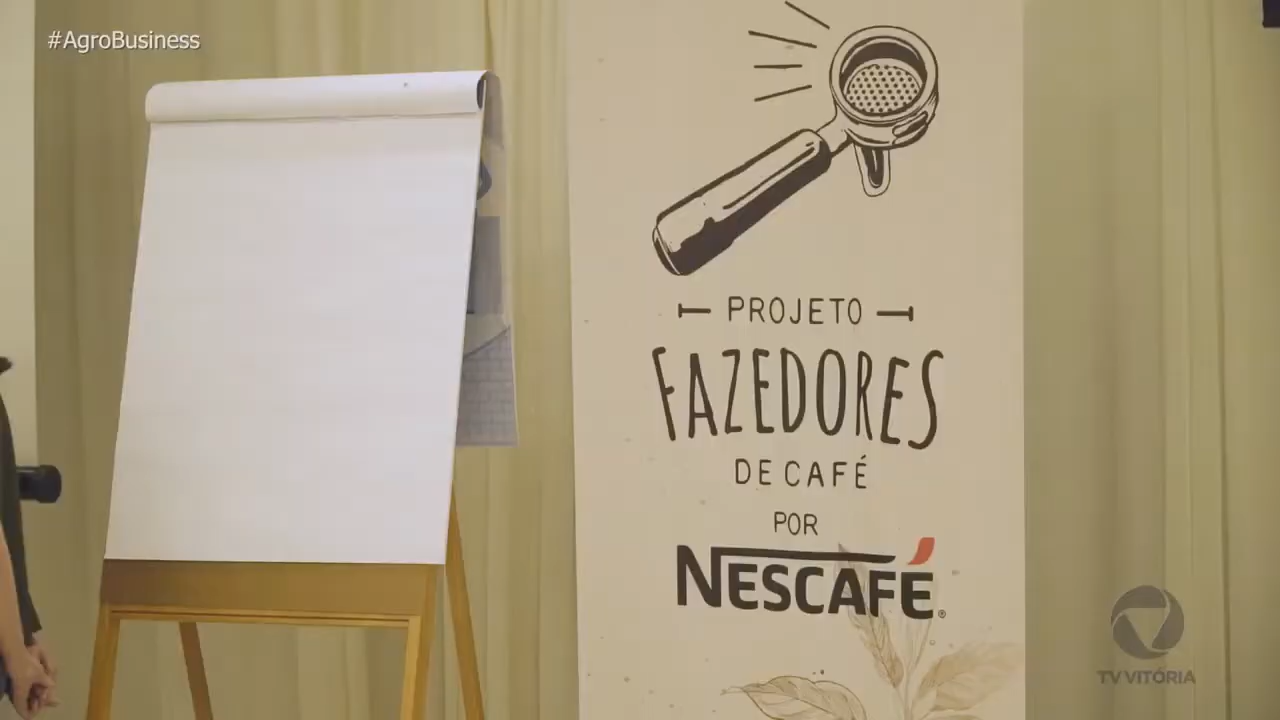 #AgroBusiness
PROJETO
FAZEDORES
DE CAFÉ
POR
NESCAFÉ®
TV VITÓRIA